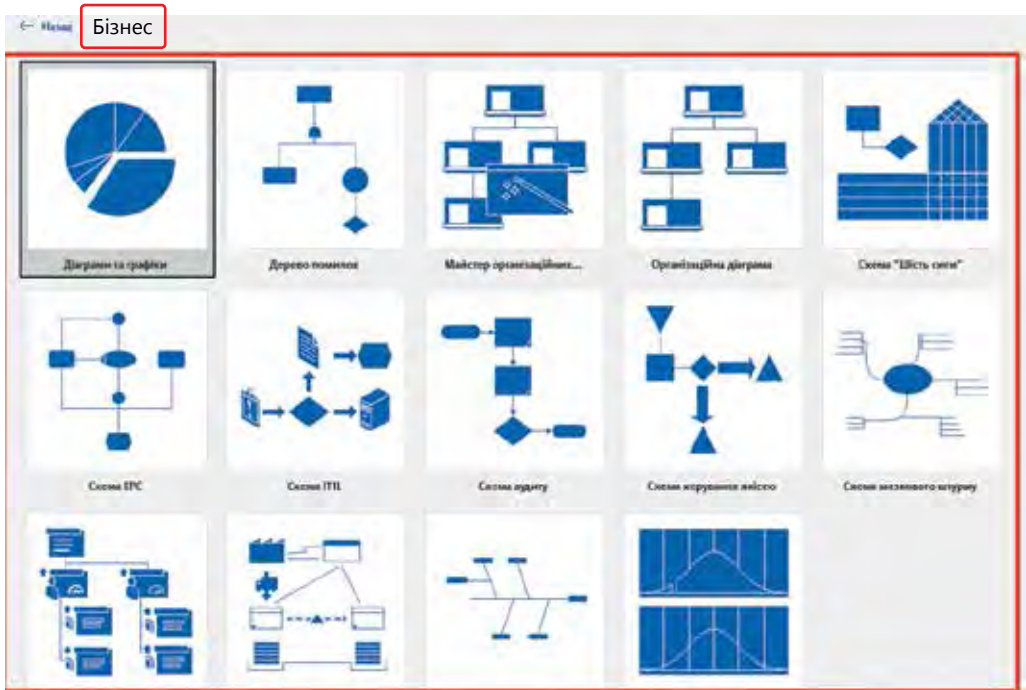 ← Назад
Бізнес
Діаграми та графіки
Дерево помилок
Майстер організаційних...
Організаційна діаграма
Схема "Шість сигм"
Схема EPC
Схема ITIL
Схема аудиту
Схема керування якістю
Схема мозкового штурму